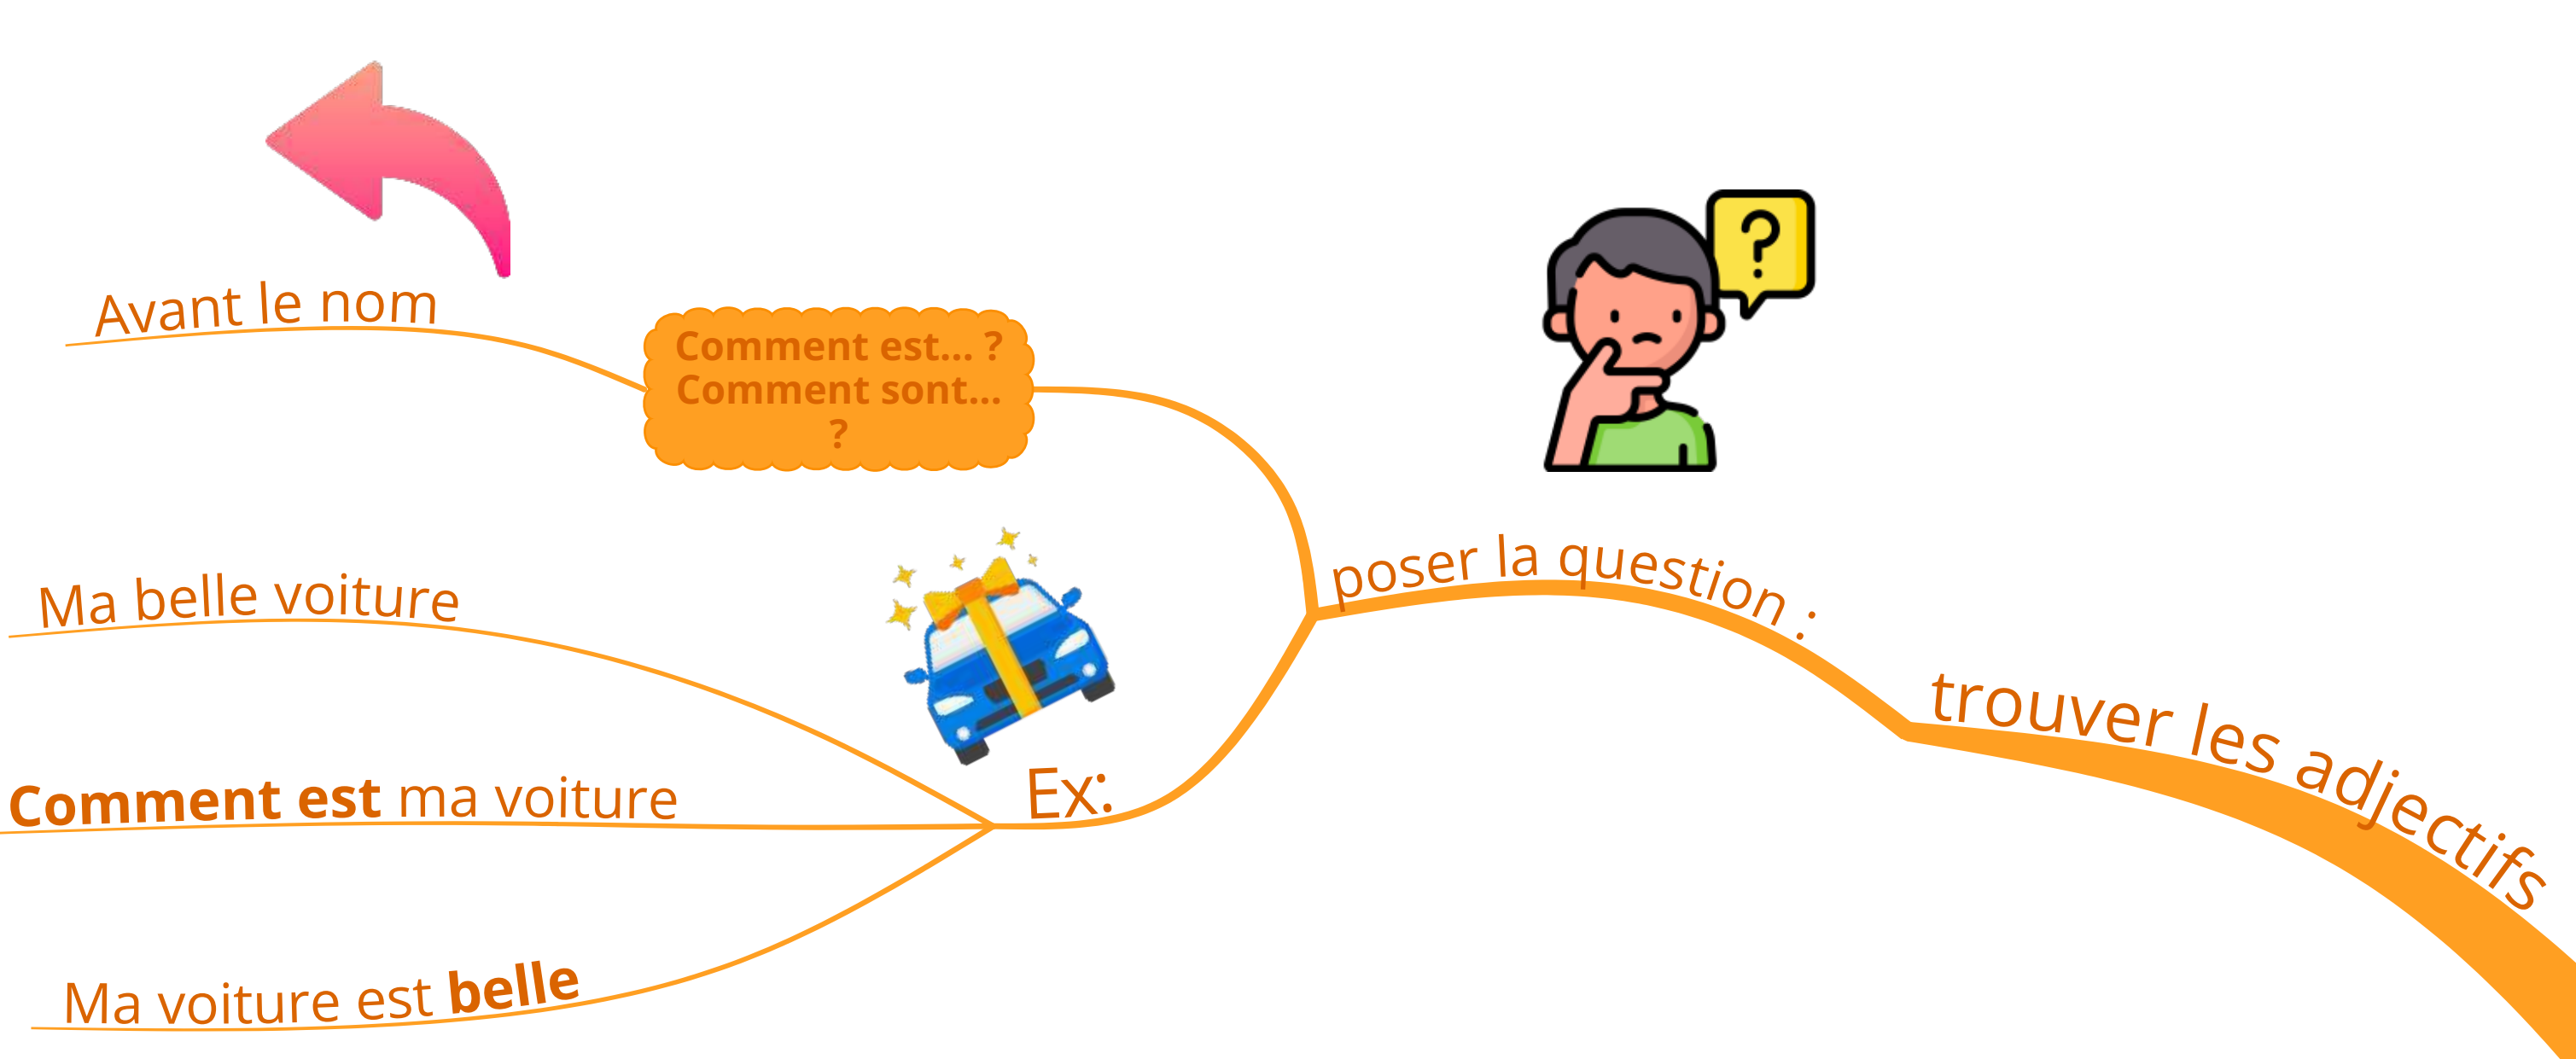 trouver les adjectifs
poser la question :
Comment est... ?
Comment sont...
?
Avant le nom
Ex:
Ma belle voiture
Comment est ma voiture
Ma voiture est belle
?